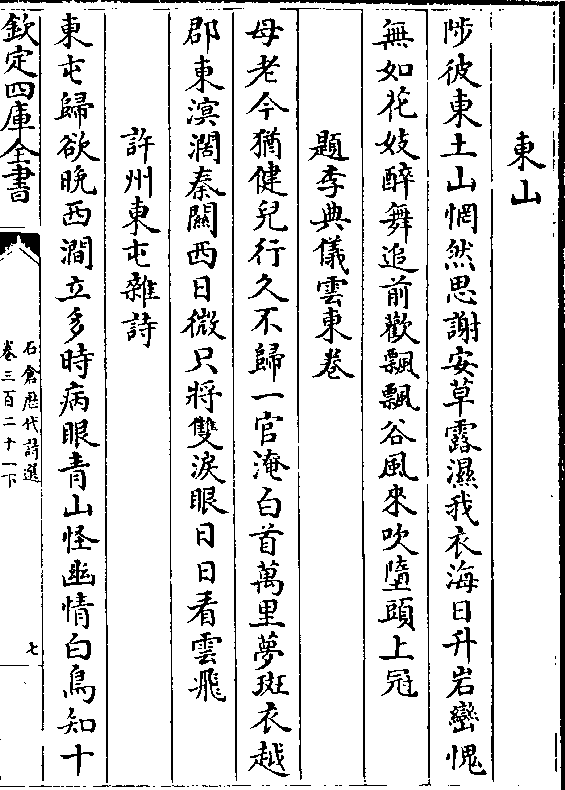 東山
陟彼東土山惘然思謝安草露濕我衣海日升岩巒愧
無如花妓醉舞追前歡飄飄谷風來吹墮頭上冠
題李典儀雲東卷
母老今猶健兒行久不歸一官淹白首萬里夢斑衣越
郡東溟濶秦關西日微只將雙淚眼日日看雲飛
許州東屯雜詩
東屯歸欲晚西澗立多時病眼青山怪幽情白鳥知十
欽定四庫全書
石倉歷代詩選
卷三百二十一下
七